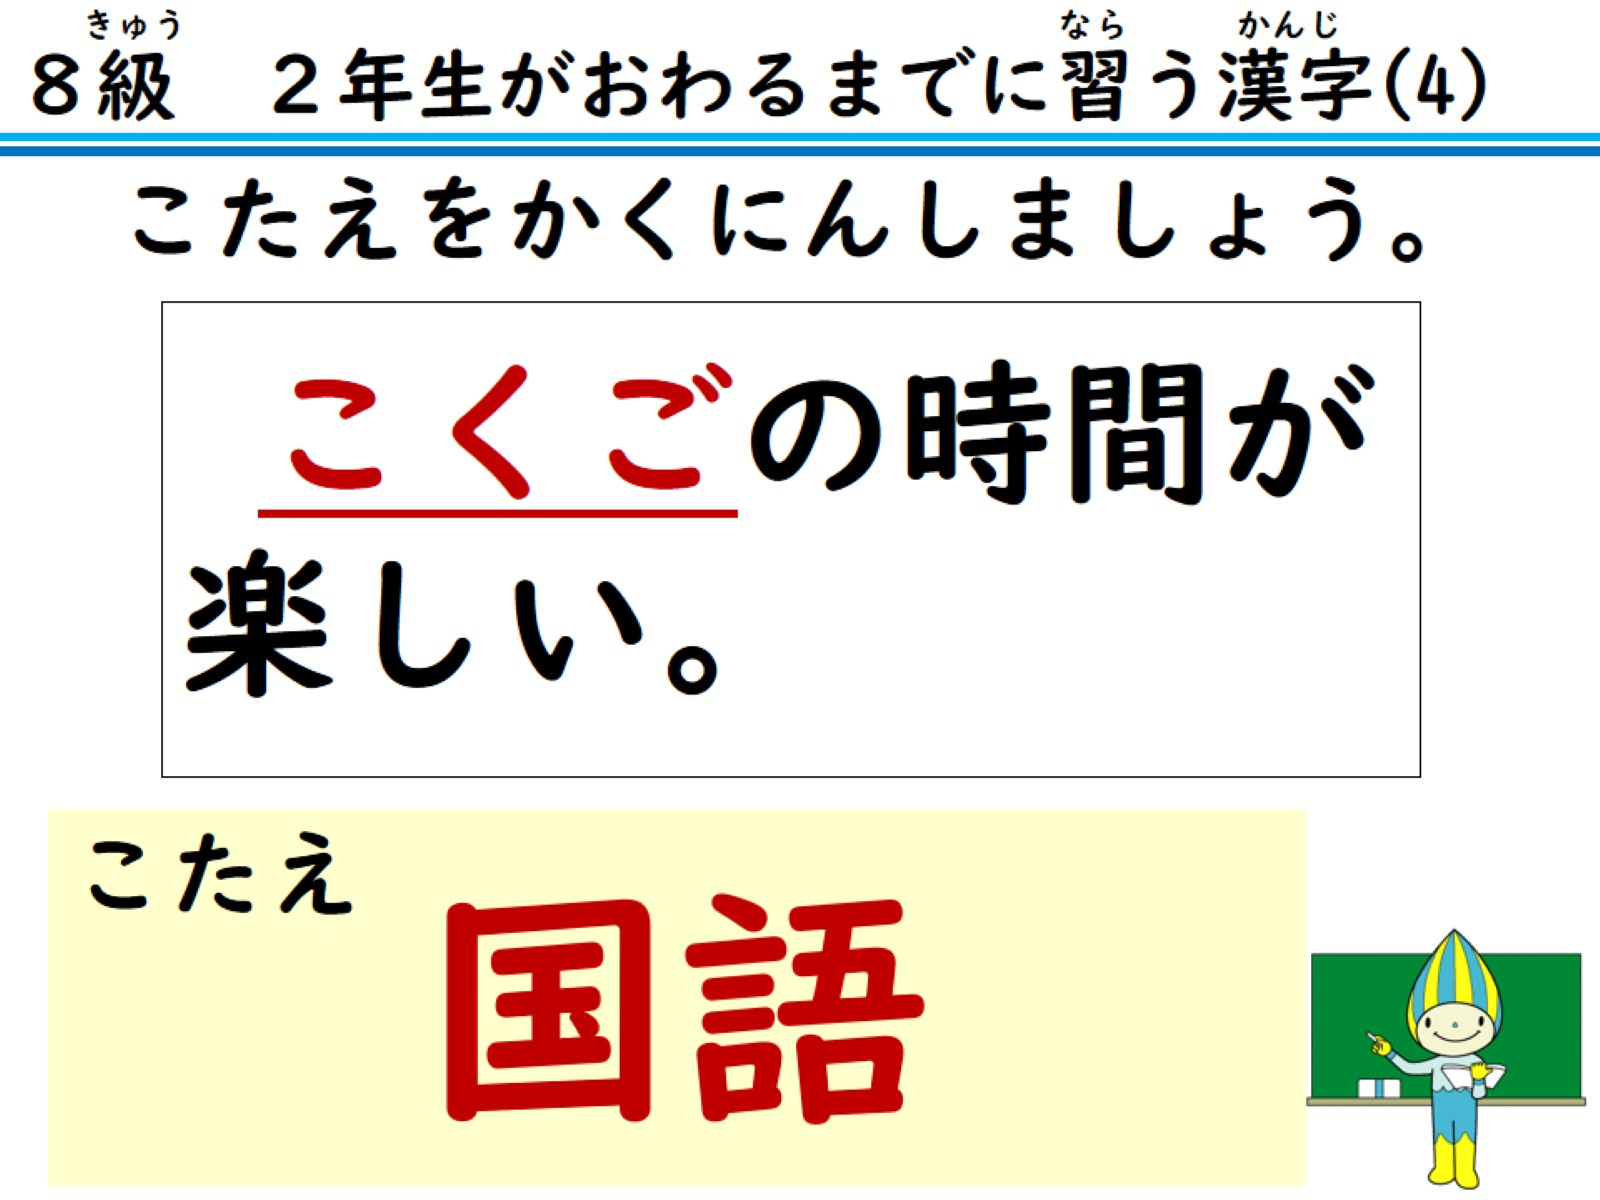 きゅう なら かんじ
８級 ２年生がおわるまでに習う漢字(4)
こたえをかくにんしましょう。
こくごの時間が
楽しい。
こたえ
国語